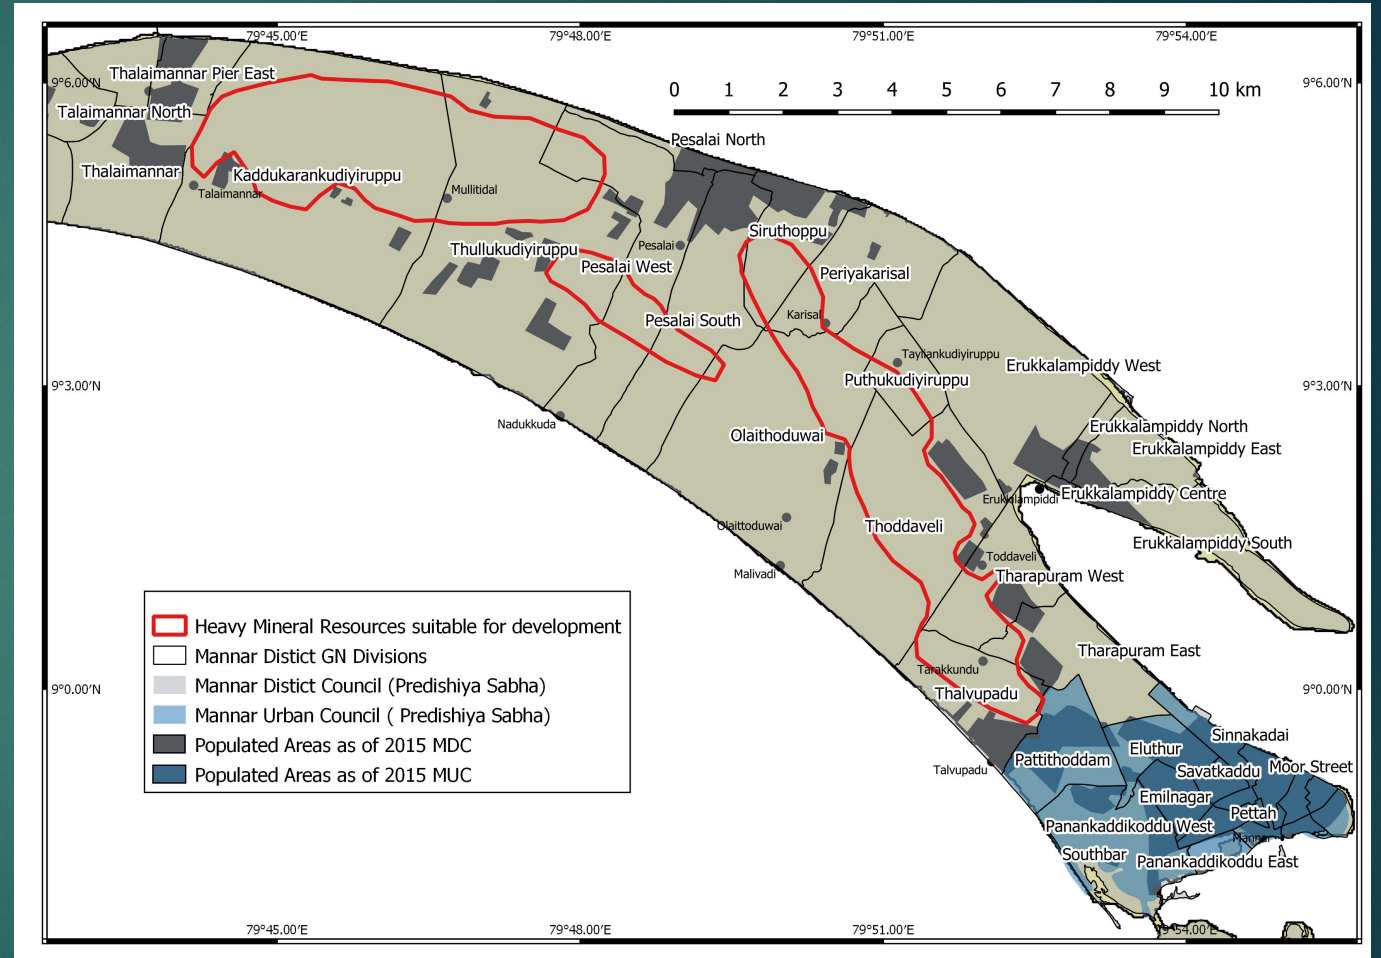 79°45.00′E
79°48.00′E
79°51.00′E
79°54.00′E
9°6.00′N
9°6.00′N
Thalaimannar Pier East
0 1 2 3 4 5 6 7 8 9 10 km
Talaimannar North
Pesalai North
Thalaimannar
Kaddukarankudiyiruppu
Talaimannar
Mullitidal
Siruthoppu
Pesalai
Thullukudiyiruppu
Pesalai West
Periyakarisal
Karisal
Pesalai South
Tayliankudiyiruppu
Erukkalampiddy West
9°3.00′N
9°3.00′N
Puthukudiyiruppu
Nadukkuda
Olaithoduwai
Erukkalampiddy North
Erukkalampiddy East
Erukkalampiddi
Erukkalampiddy Centre
Olaittoduwai
Thoddaveli
Erukkalampiddy South
Toddaveli
Malivadi
Tharapuram West
Heavy Mineral Resources suitable for development
Mannar Distict GN Divisions
Mannar Distict Council (Predishiya Sabha)
Mannar Urban Council ( Predishiya Sabha)
Populated Areas as of 2015 MDC
Populated Areas as of 2015 MUC
Tharapuram East
Tarakkundu
9°0.00′N
9°0.00′N
Thalvupadu
Sinnakadai
Eluthur
Pattithoddam
Talvupadu
Savatkaddu
Moor Street
Emilnagar
Pettah
Panankaddikoddu West
Mannar
Southbar
Panankaddikoddu East
79°45.00′E
79°48.00′E
79°51.00′E
79°54.00′E